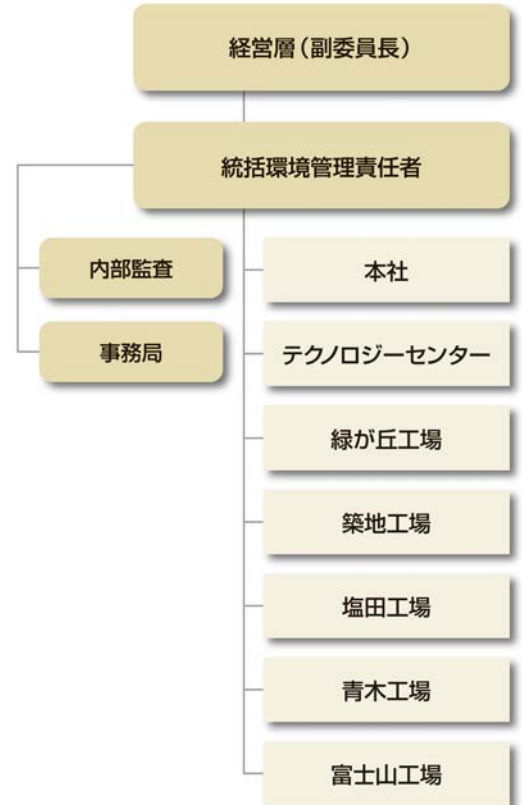 経営層（副委員長）
統括環境管理責任者
内部監査
事務局
本社
テクノロジーセンター
緑が丘工場
築地工場
塩田工場
青木工場
富士山工場